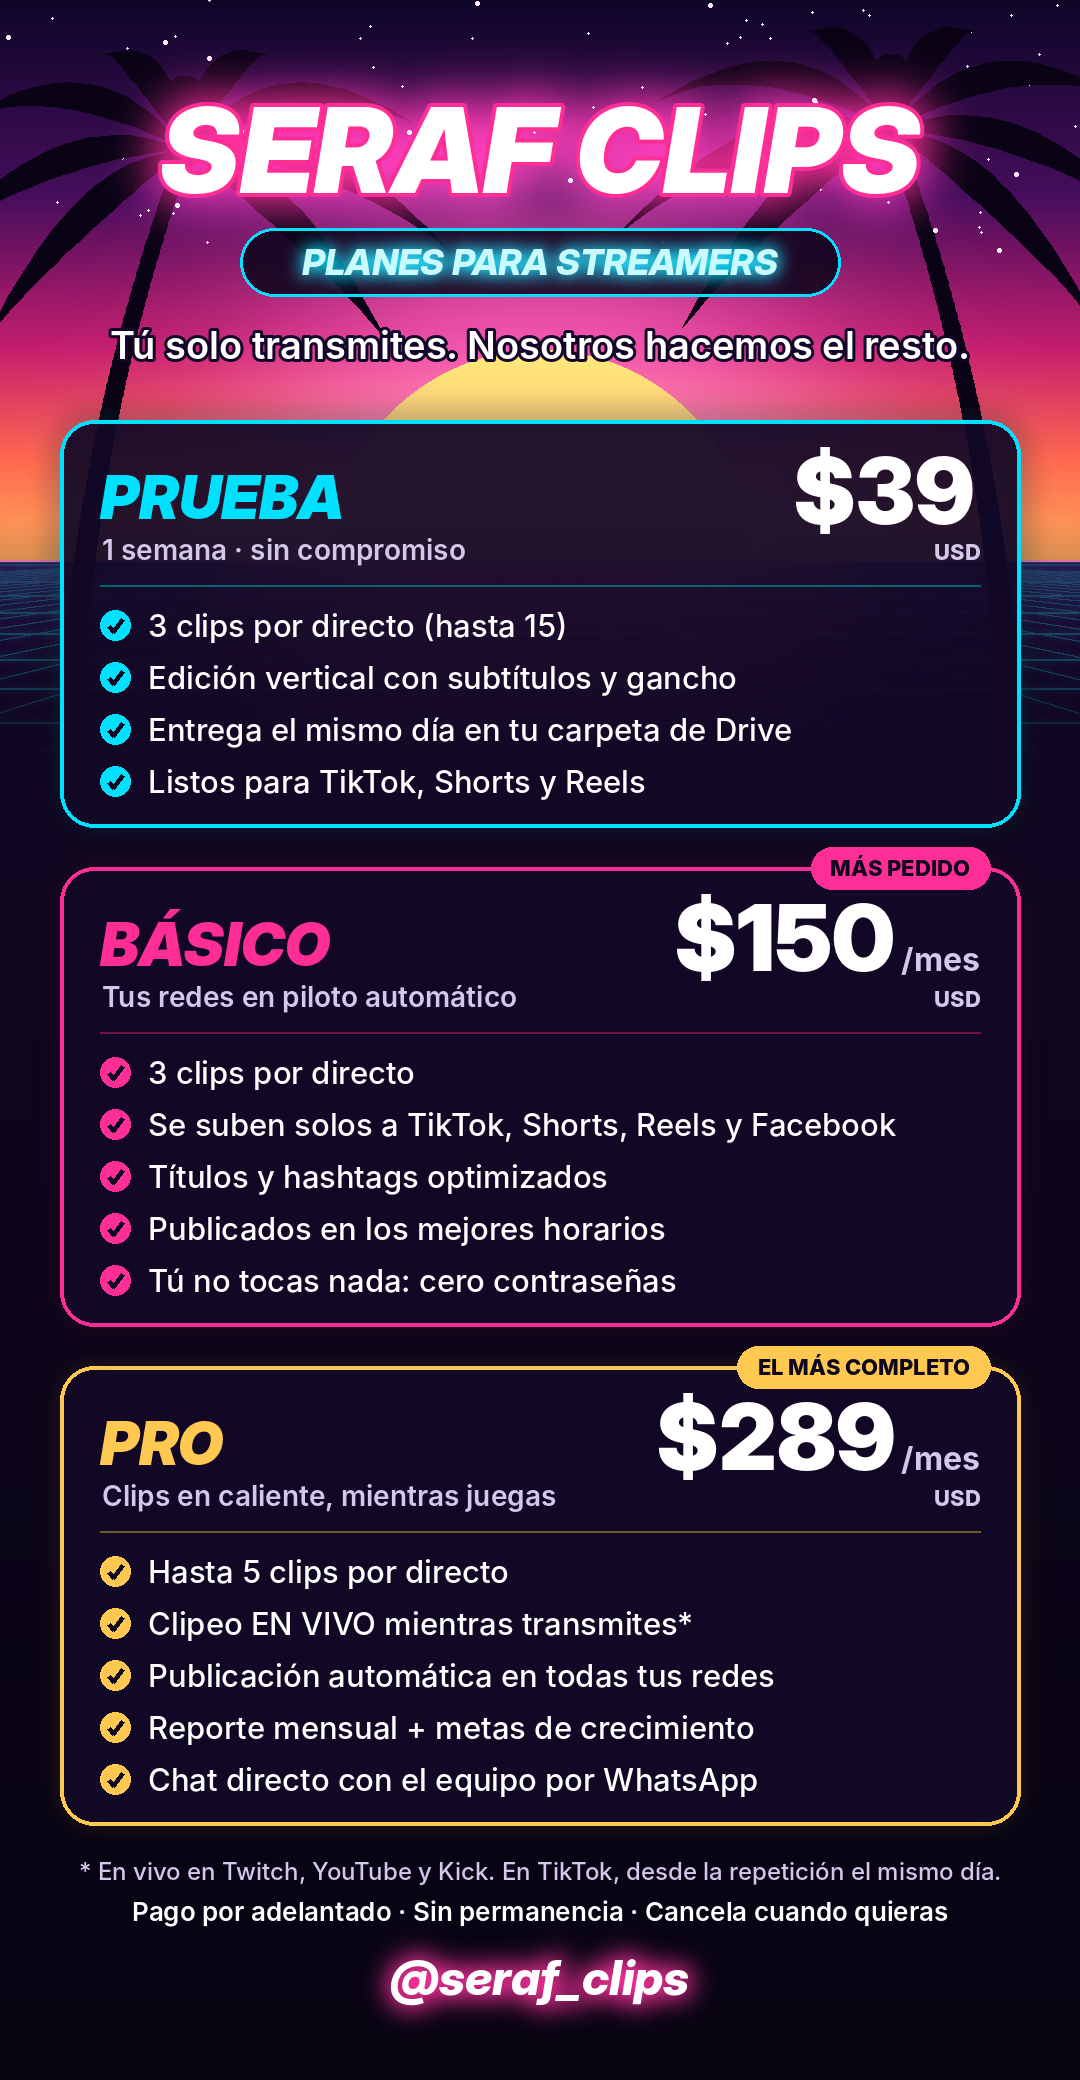 SERAF CLIPS
PLANES PARA STREAMERS
Tú solo transmites. Nosotros hacemos el resto.
PRUEBA
$39
1 semana · sin compromiso
USD
3 clips por directo (hasta 15)
Edición vertical con subtítulos y gancho
Entrega el mismo día en tu carpeta de Drive
Listos para TikTok, Shorts y Reels
MÁS PEDIDO
BÁSICO
$150 /mes
Tus redes en piloto automático
USD
3 clips por directo
Se suben solos a TikTok, Shorts, Reels y Facebook
Títulos y hashtags optimizados
Publicados en los mejores horarios
Tú no tocas nada: cero contraseñas
EL MÁS COMPLETO
PRO
$289 /mes
Clips en caliente, mientras juegas
USD
Hasta 5 clips por directo
Clipeo EN VIVO mientras transmites*
Publicación automática en todas tus redes
Reporte mensual + metas de crecimiento
Chat directo con el equipo por WhatsApp
* En vivo en Twitch, YouTube y Kick. En TikTok, desde la repetición el mismo día.
Pago por adelantado · Sin permanencia · Cancela cuando quieras
@seraf_clips